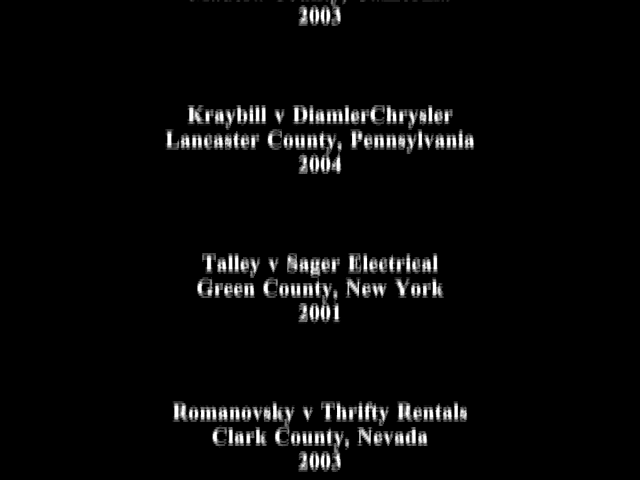 2003
Kraybill v DiamlerChrysler
Lancaster County, Pennsylvania
2004
Talley v Sager Electrical
Green County, New York
2001
Romanovsky v Thrifty Rentals
Clark County, Nevada
2003